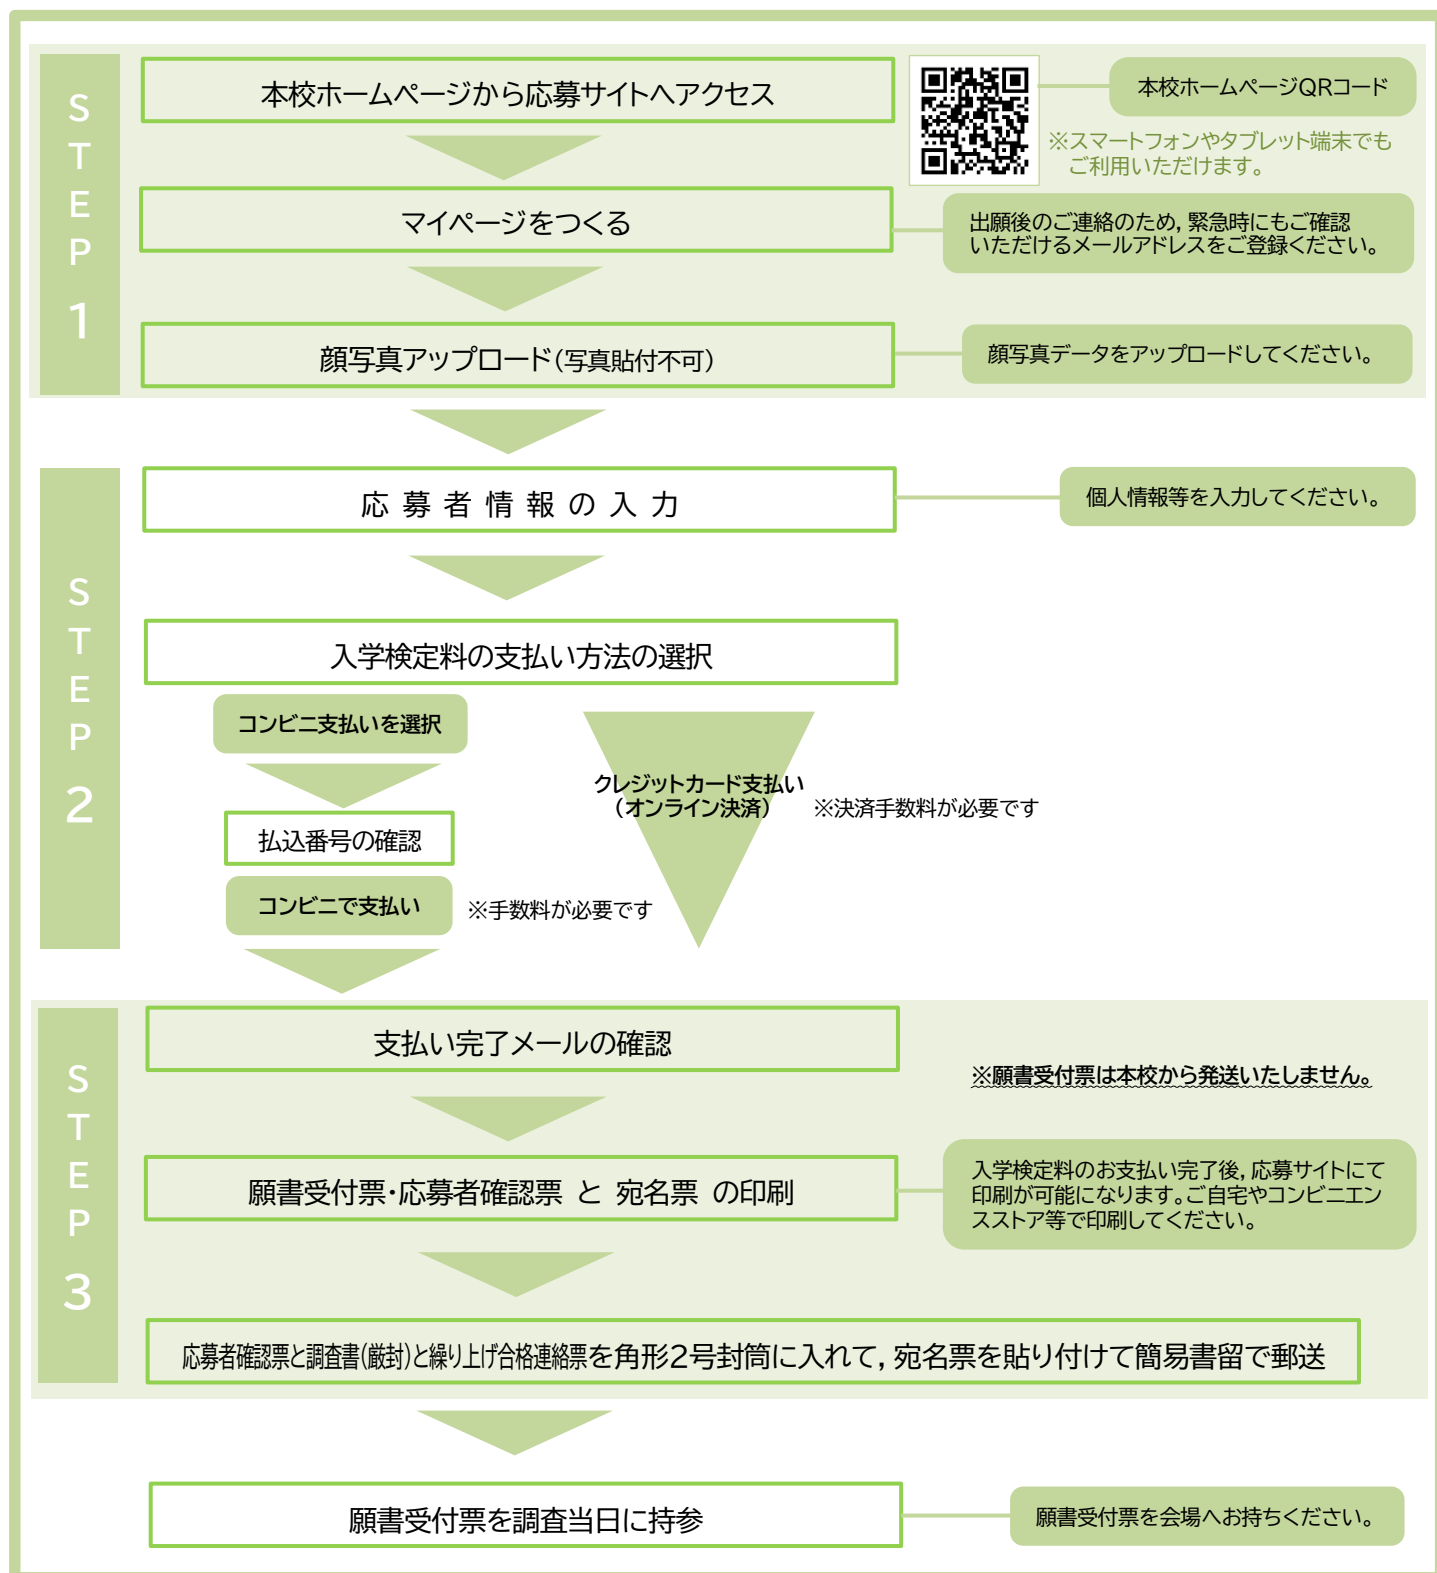 STEP1
本校ホームページから応募サイトへアクセス
本校ホームページQRコード
※スマートフォンやタブレット端末でも
ご利用いただけます。
マイページをつくる
出願後のご連絡のため,緊急時にもご確認
いただけるメールアドレスをご登録ください。
顔写真アップロード(写真貼付不可)
顔写真データをアップロードしてください。
STEP2
応募者情報の入力
個人情報等を入力してください。
入学検定料の支払い方法の選択
コンビニ支払いを選択
クレジットカード支払い
(オンライン決済)
※決済手数料が必要です
払込番号の確認
コンビニで支払い
※手数料が必要です
STEP3
支払い完了メールの確認
※願書受付票は本校から発送いたしません。
願書受付票・応募者確認票 と 宛名票 の印刷
入学検定料のお支払い完了後,応募サイトにて
印刷が可能になります。ご自宅やコンビニエン
スストア等で印刷してください。
応募者確認票と調査書(厳封)と繰り上げ合格連絡票を角形2号封筒に入れて,宛名票を貼り付けて簡易書留で郵送
願書受付票を調査当日に持参
願書受付票を会場へお持ちください。